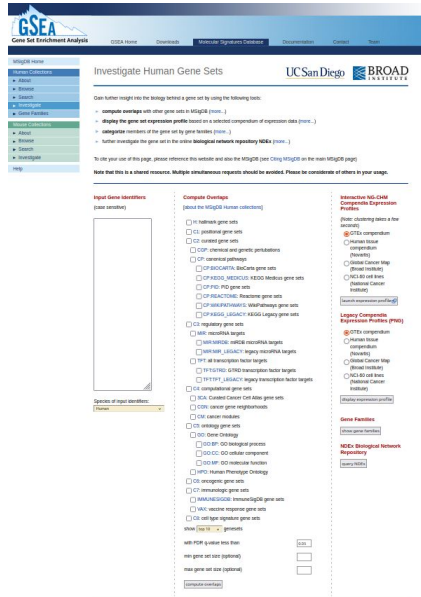 GSEA
Gene Set Enrichment Analysis
GSEA Home
Downloads
Molecular Signatures Database
Documentation
Contact
Team
MSigDB Home
Human Collections
► About
► Browse
► Search
► Investigate
► Gene Families
Mouse Collections
► About
► Browse
► Search
► Investigate
Help
Investigate Human Gene Sets
UC San Diego
BROAD
INSTITUTE
Gain further insight into the biology behind a gene set by using the following tools:
compute overlaps with other gene sets in MSigDB (more...)
display the gene set expression profile based on a selected compendium of expression data (more...)
categorize members of the gene set by gene families (more...)
further investigate the gene set in the online biological network repository NDEx (more...)
To cite your use of this page, please reference this website and also the MSigDB (see Citing MSigDB on the main MSigDB page)
Note that this is a shared resource. Multiple simultaneous requests should be avoided. Please be considerate of others in your usage.
Input Gene Identifiers
(case sensitive)
Species of input identifiers:
Human
Compute Overlaps
[about the MSigDB Human collections]
H: hallmark gene sets
C1: positional gene sets
C2: curated gene sets
CGP: chemical and genetic perturbations
CP: canonical pathways
CP:BIOCARTA: BioCarta gene sets
CP:KEGG_MEDICUS: KEGG Medicus gene sets
CP:PID: PID gene sets
CP:REACTOME: Reactome gene sets
CP:WIKIPATHWAYS: WikiPathways gene sets
CP:KEGG_LEGACY: KEGG Legacy gene sets
C3: regulatory gene sets
MIR: microRNA targets
MIR:MIRDB: miRDB microRNA targets
MIR:MIR_LEGACY: legacy microRNA targets
TFT: all transcription factor targets
TFT:GTRD: GTRD transcription factor targets
TFT:TFT_LEGACY: legacy transcription factor targets
C4: computational gene sets
3CA: Curated Cancer Cell Atlas gene sets
CGN: cancer gene neighborhoods
CM: cancer modules
C5: ontology gene sets
GO: Gene Ontology
GO:BP: GO biological process
GO:CC: GO cellular component
GO:MF: GO molecular function
HPO: Human Phenotype Ontology
C6: oncogenic gene sets
C7: immunologic gene sets
IMMUNESIGDB: ImmuneSigDB gene sets
VAX: vaccine response gene sets
C8: cell type signature gene sets
show top 10 genesets
with FDR q-value less than 0.05
min gene set size (optional)
max gene set size (optional)
compute overlaps
Interactive NG-CHM
Compendia Expression
Profiles
(Note: clustering takes a few
seconds)
GTEx compendium
Human tissue
compendium
(Novartis)
Global Cancer Map
(Broad Institute)
NCI-60 cell lines
(National Cancer
Institute)
launch expression profile
Legacy Compendia
Expression Profiles (PNG)
GTEx compendium
Human tissue
compendium
(Novartis)
Global Cancer Map
(Broad Institute)
NCI-60 cell lines
(National Cancer
Institute)
display expression profile
Gene Families
show gene families
NDEx Biological Network
Repository
query NDEx